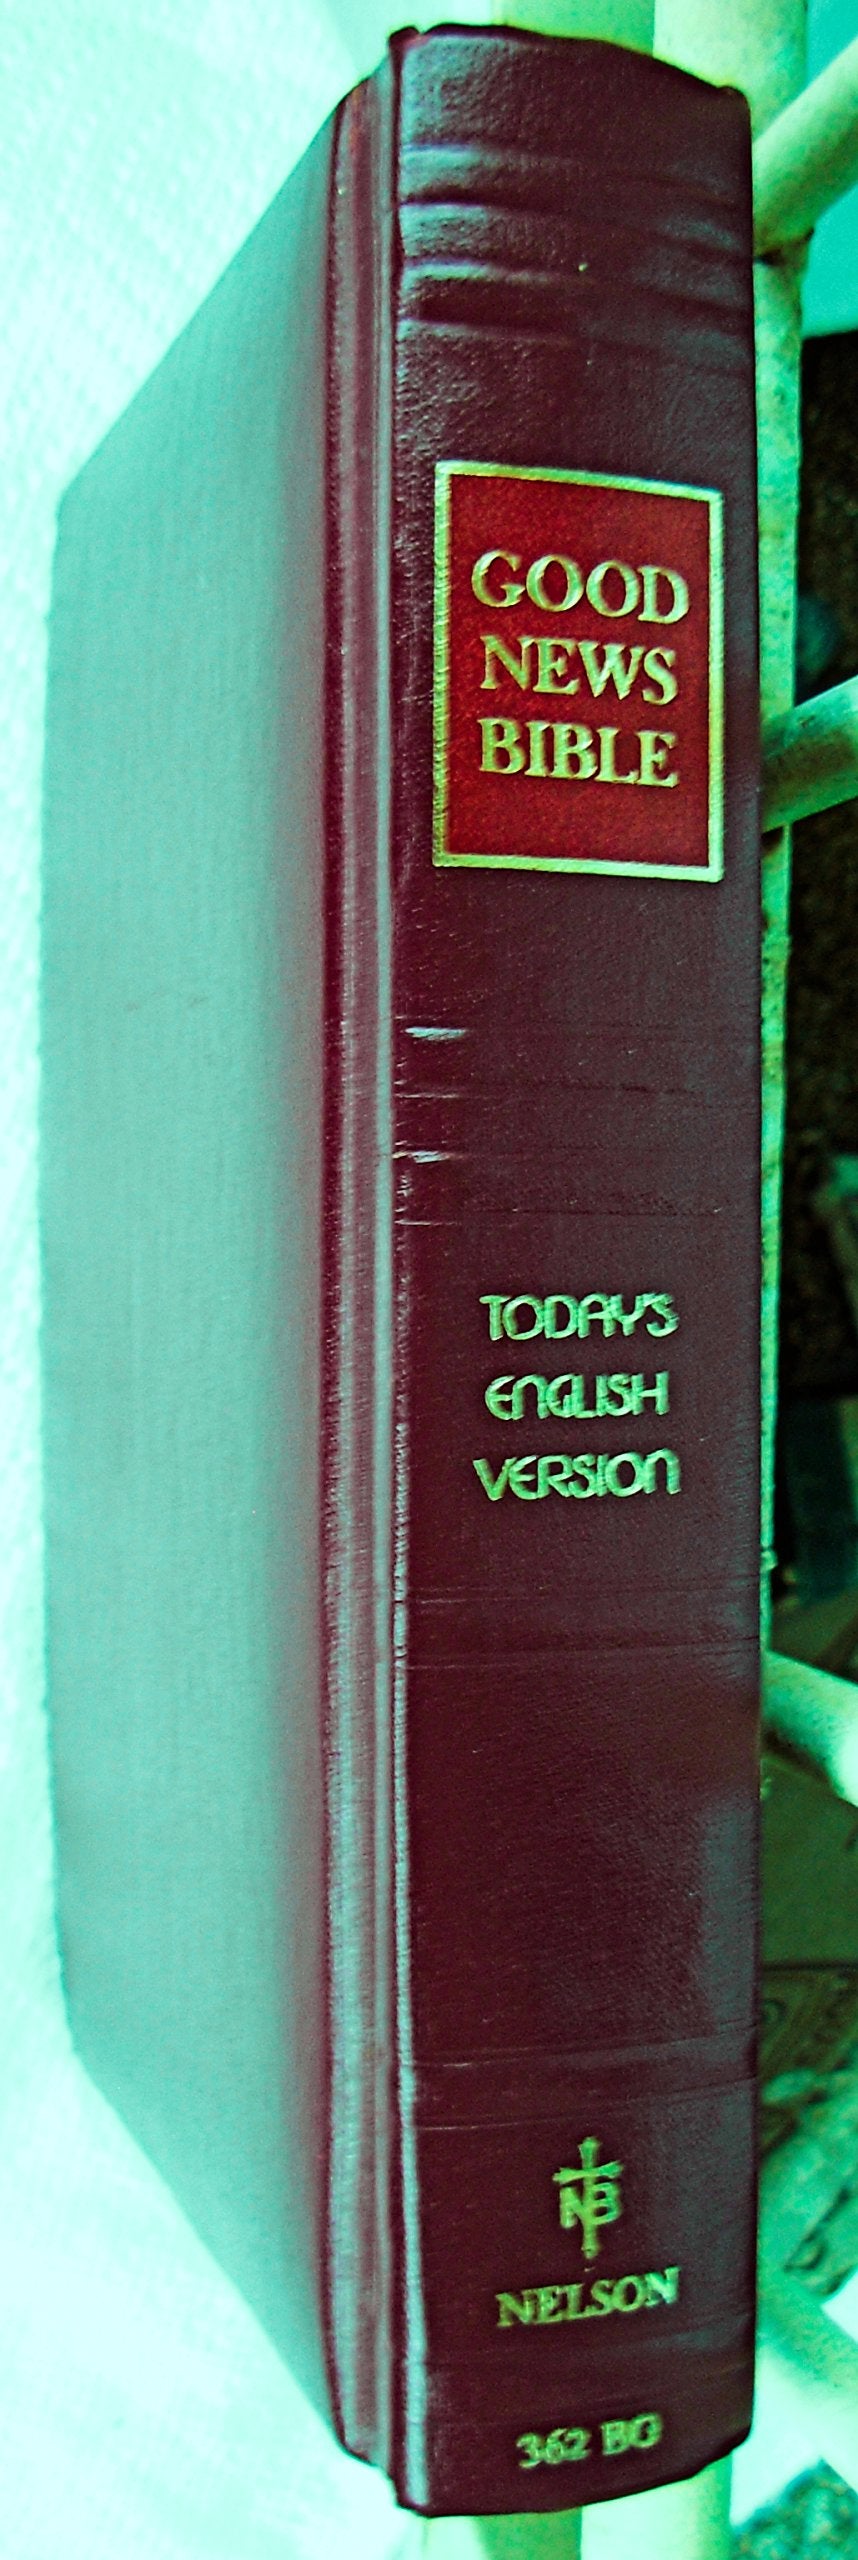 GOOD
NEWS
BIBLE
TODAY'S
ENGLISH
VERSION
NB
NELSON
362 BG